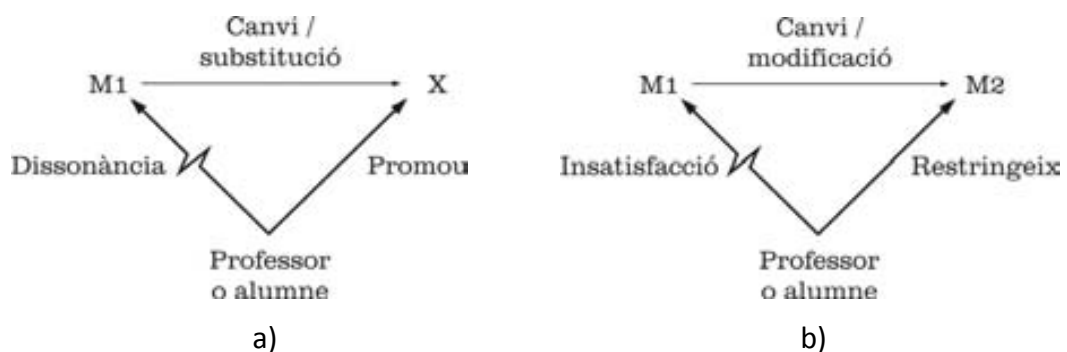 Canvi /
substitució
M1
X
Dissonància
Promou
Professor
o alumne
a)
Canvi /
modificació
M1
M2
Insatisfacció
Restringeix
Professor
o alumne
b)